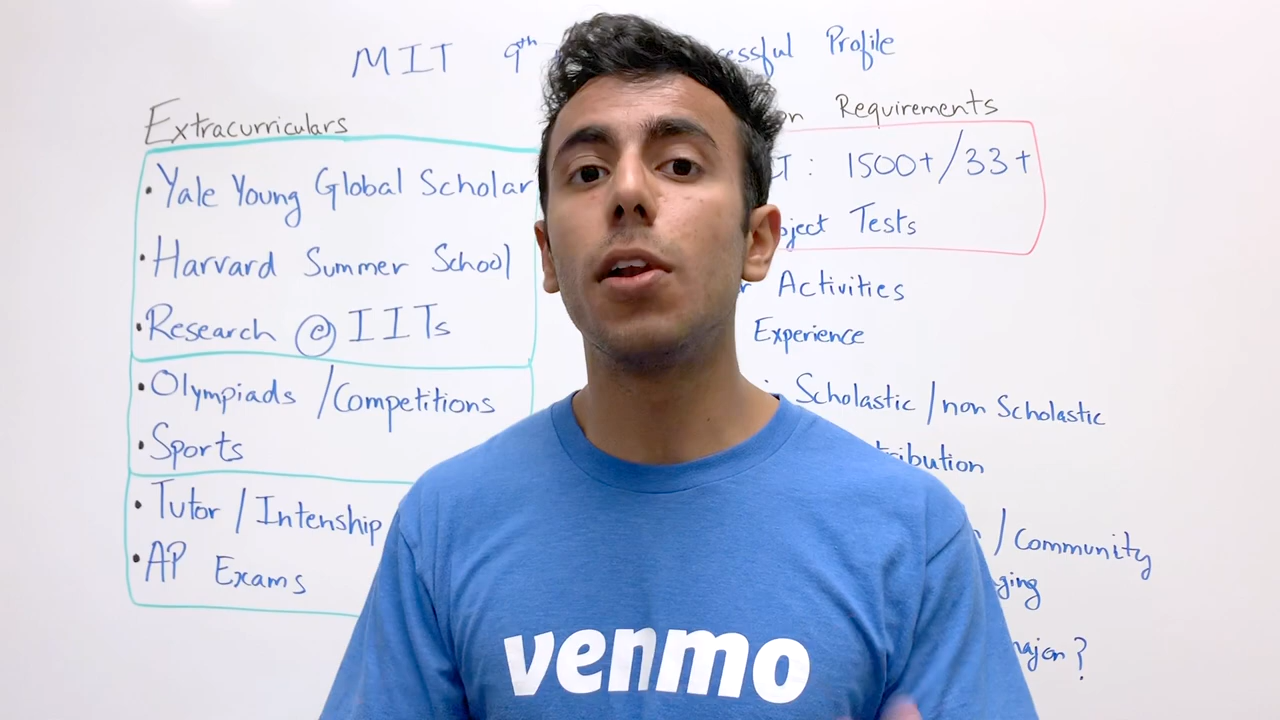 MIT 9th Profile
Extracurriculars
• Yale Young Global Scholar
• Harvard Summer School
• Research @ IITs
• Olympiads / Competitions
• Sports
• Tutor / Intenship
• AP Exams
Requirements
: 1500+ / 33+
Tests
Activities
Experience
Scholastic / non Scholastic
/ Community
?
venmo